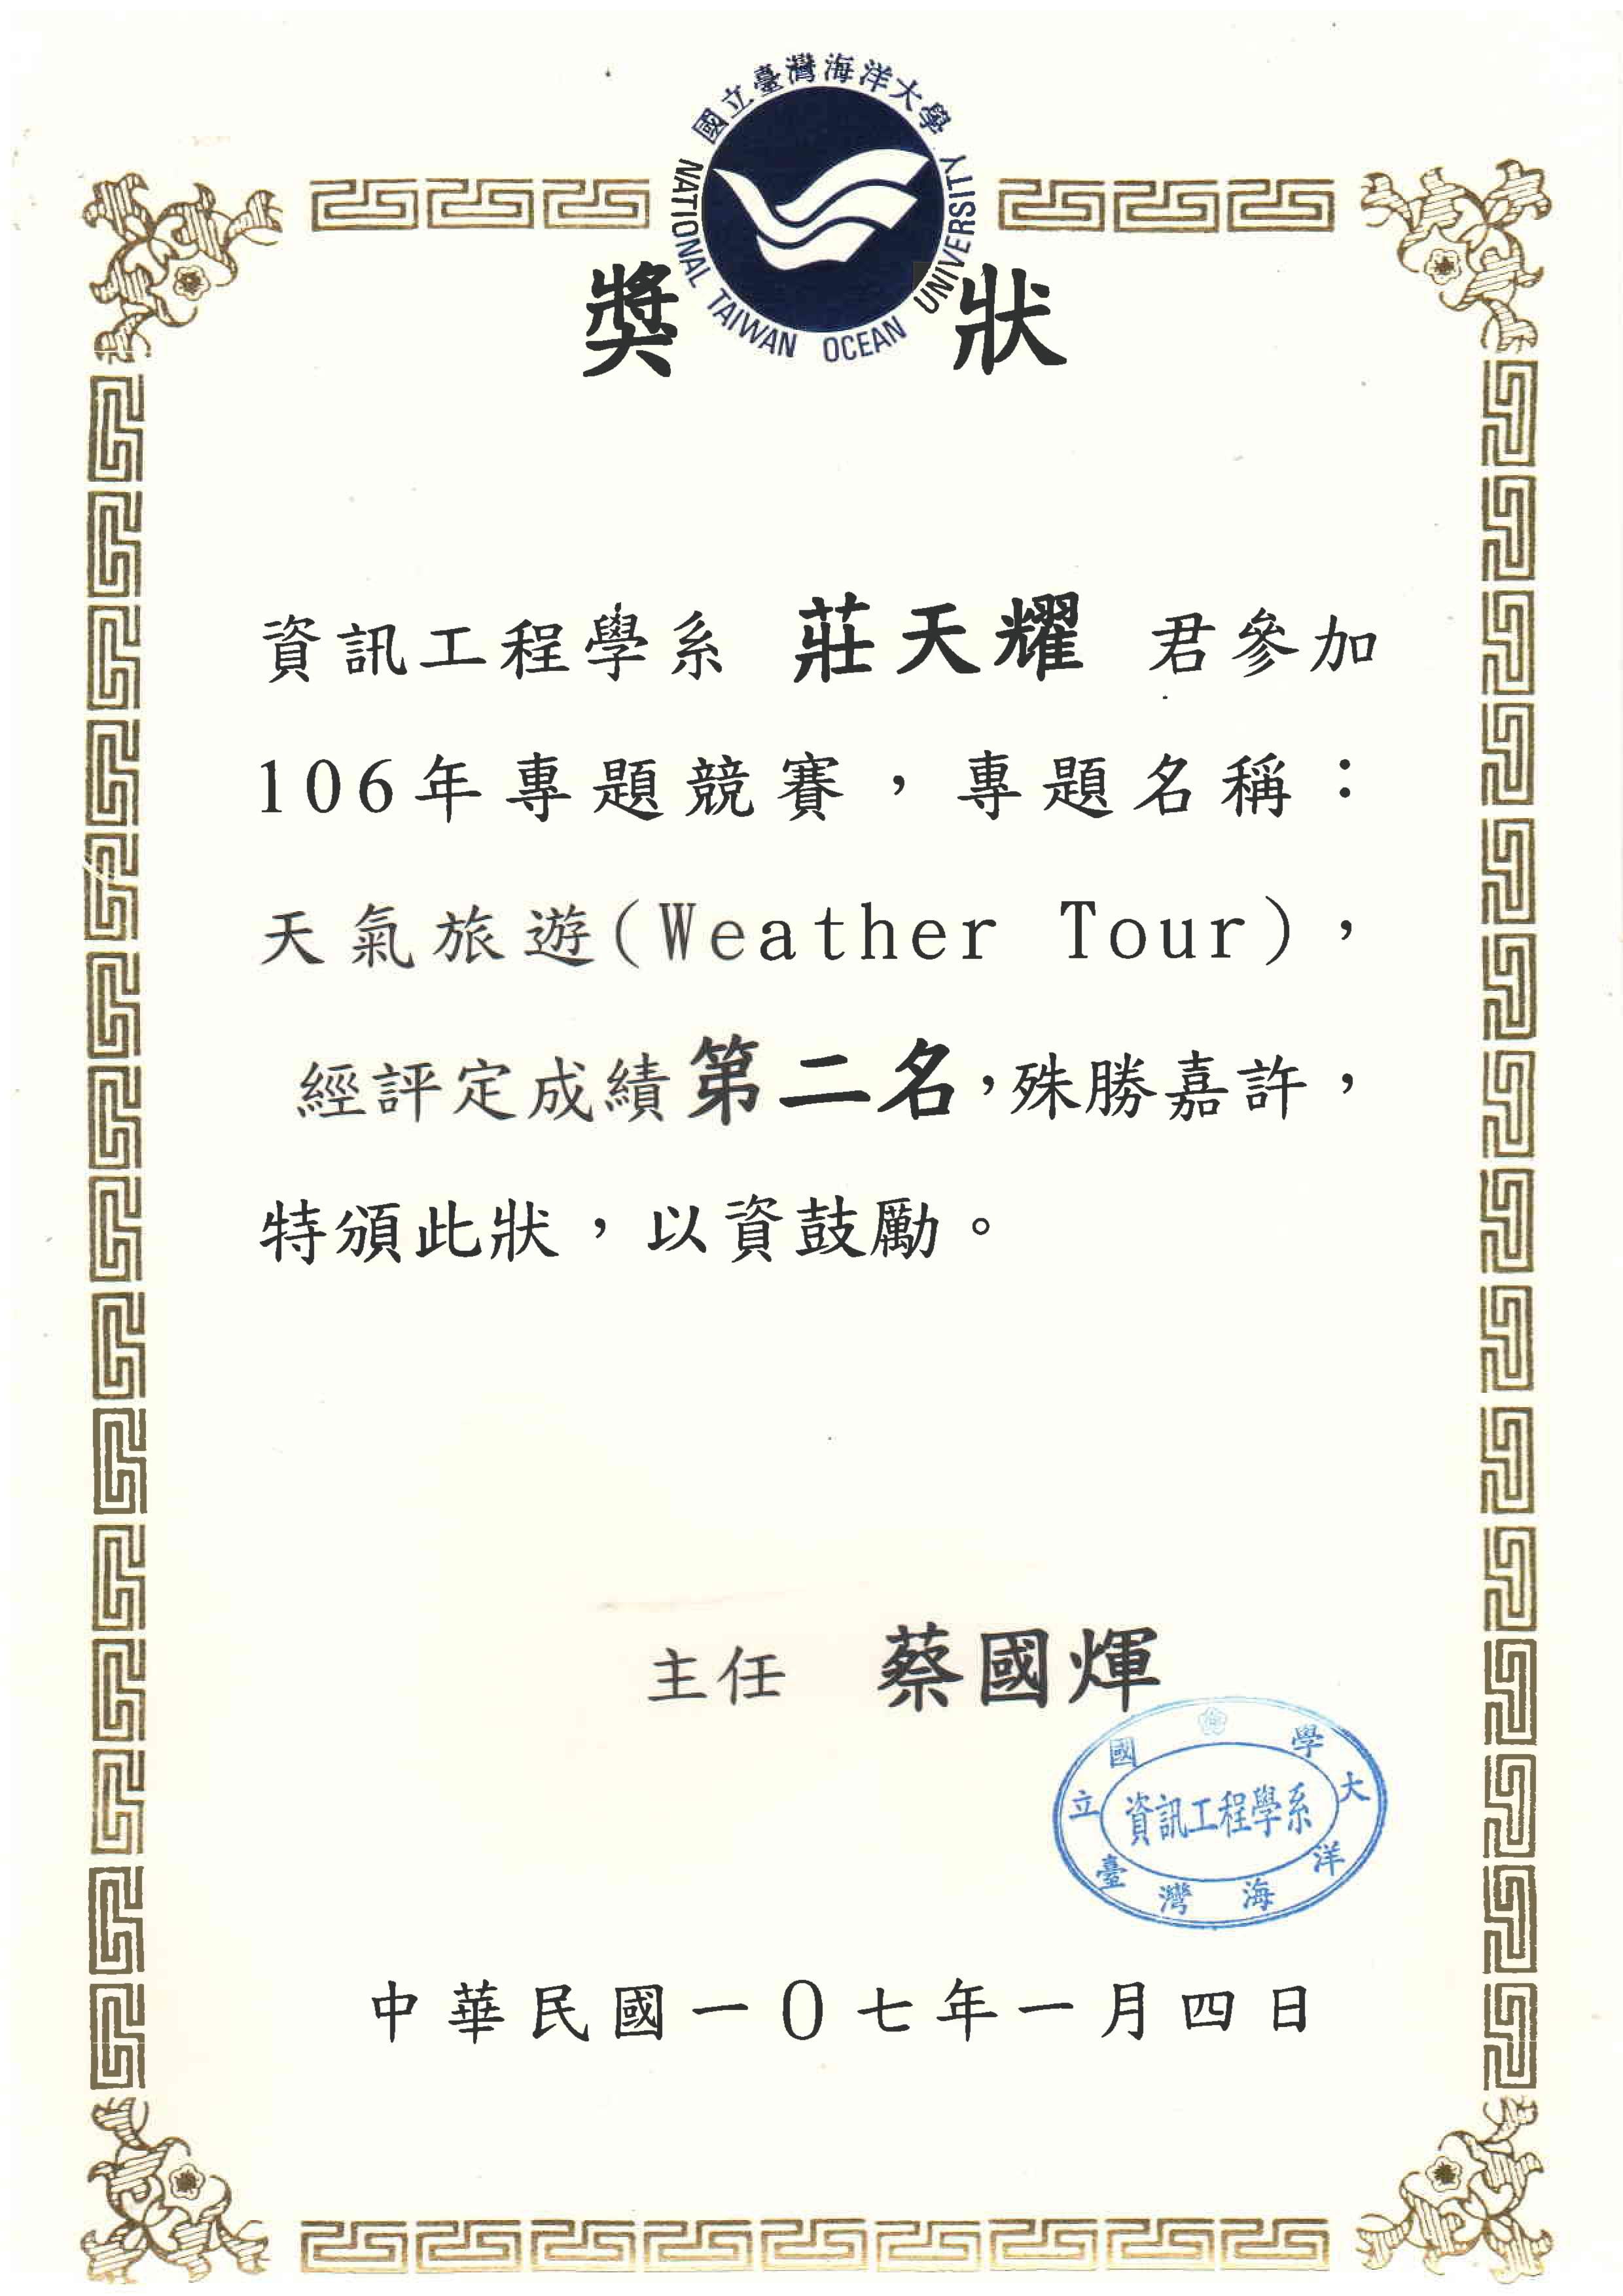 國立臺灣海洋大學
NATIONAL TAIWAN OCEAN UNIVERSITY
獎狀
資訊工程學系 莊天耀 君參加
106年專題競賽，專題名稱：
天氣旅遊(Weather Tour)，
經評定成績第二名，殊勝嘉許，
特頒此狀，以資鼓勵。
主任 蔡國煇
國立臺灣海洋大學
資訊工程學系
中華民國一0七年一月四日